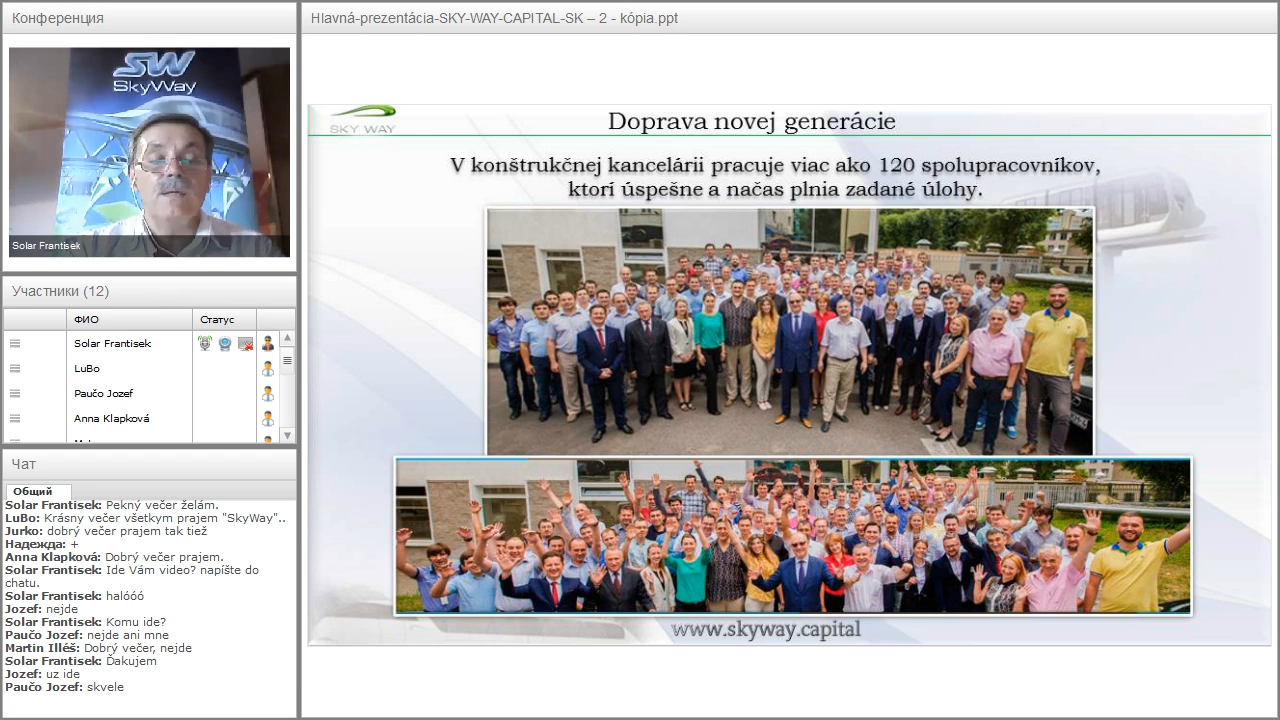 Конференция
SW
SkyWay
Solar Frantisek
Участники (12)
ФИО
Статус
Solar Frantisek
LuBo
Paučo Jozef
Anna Klapková
Чат
Общий
Solar Frantisek: Pekný večer želám.
LuBo: Krásny večer všetkym prajem "SkyWay"..
Jurko: dobrý večer prajem tak tiež
Надежда: +
Anna Klapková: Dobrý večer prajem.
Solar Frantisek: Ide Vám video? napíšte do
chatu.
Solar Frantisek: halóóó
Jozef: nejde
Solar Frantisek: Komu ide?
Paučo Jozef: nejde ani mne
Martin Illéš: Dobrý večer, nejde
Solar Frantisek: Ďakujem
Jozef: uz ide
Paučo Jozef: skvele
Hlavná-prezentácia-SKY-WAY-CAPITAL-SK – 2 - kópia.ppt
SKY WAY
Doprava novej generácie
V konštrukčnej kancelárii pracuje viac ako 120 spolupracovníkov,
ktorí úspešne a načas plnia zadané úlohy.
www.skyway.capital